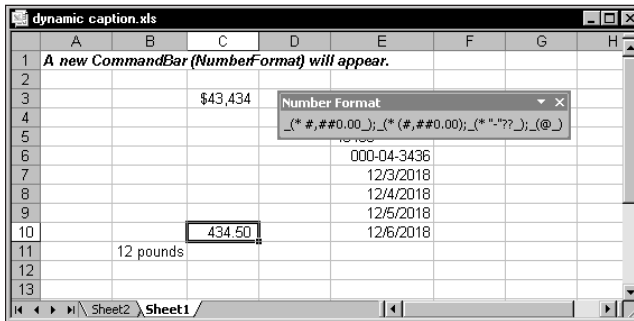 dynamic caption.xls
A B C D E F G H
1 A new CommandBar (NumberFormat) will appear.
2
3 $43,434
Number Format
4
_(* #,##0.00_);_(* (#,##0.00);_(* "-"??_);_(@_)
5
6 000-04-3436
7 12/3/2018
8 12/4/2018
9 12/5/2018
10 434.50 12/6/2018
11 12 pounds
12
13
Sheet2 Sheet1